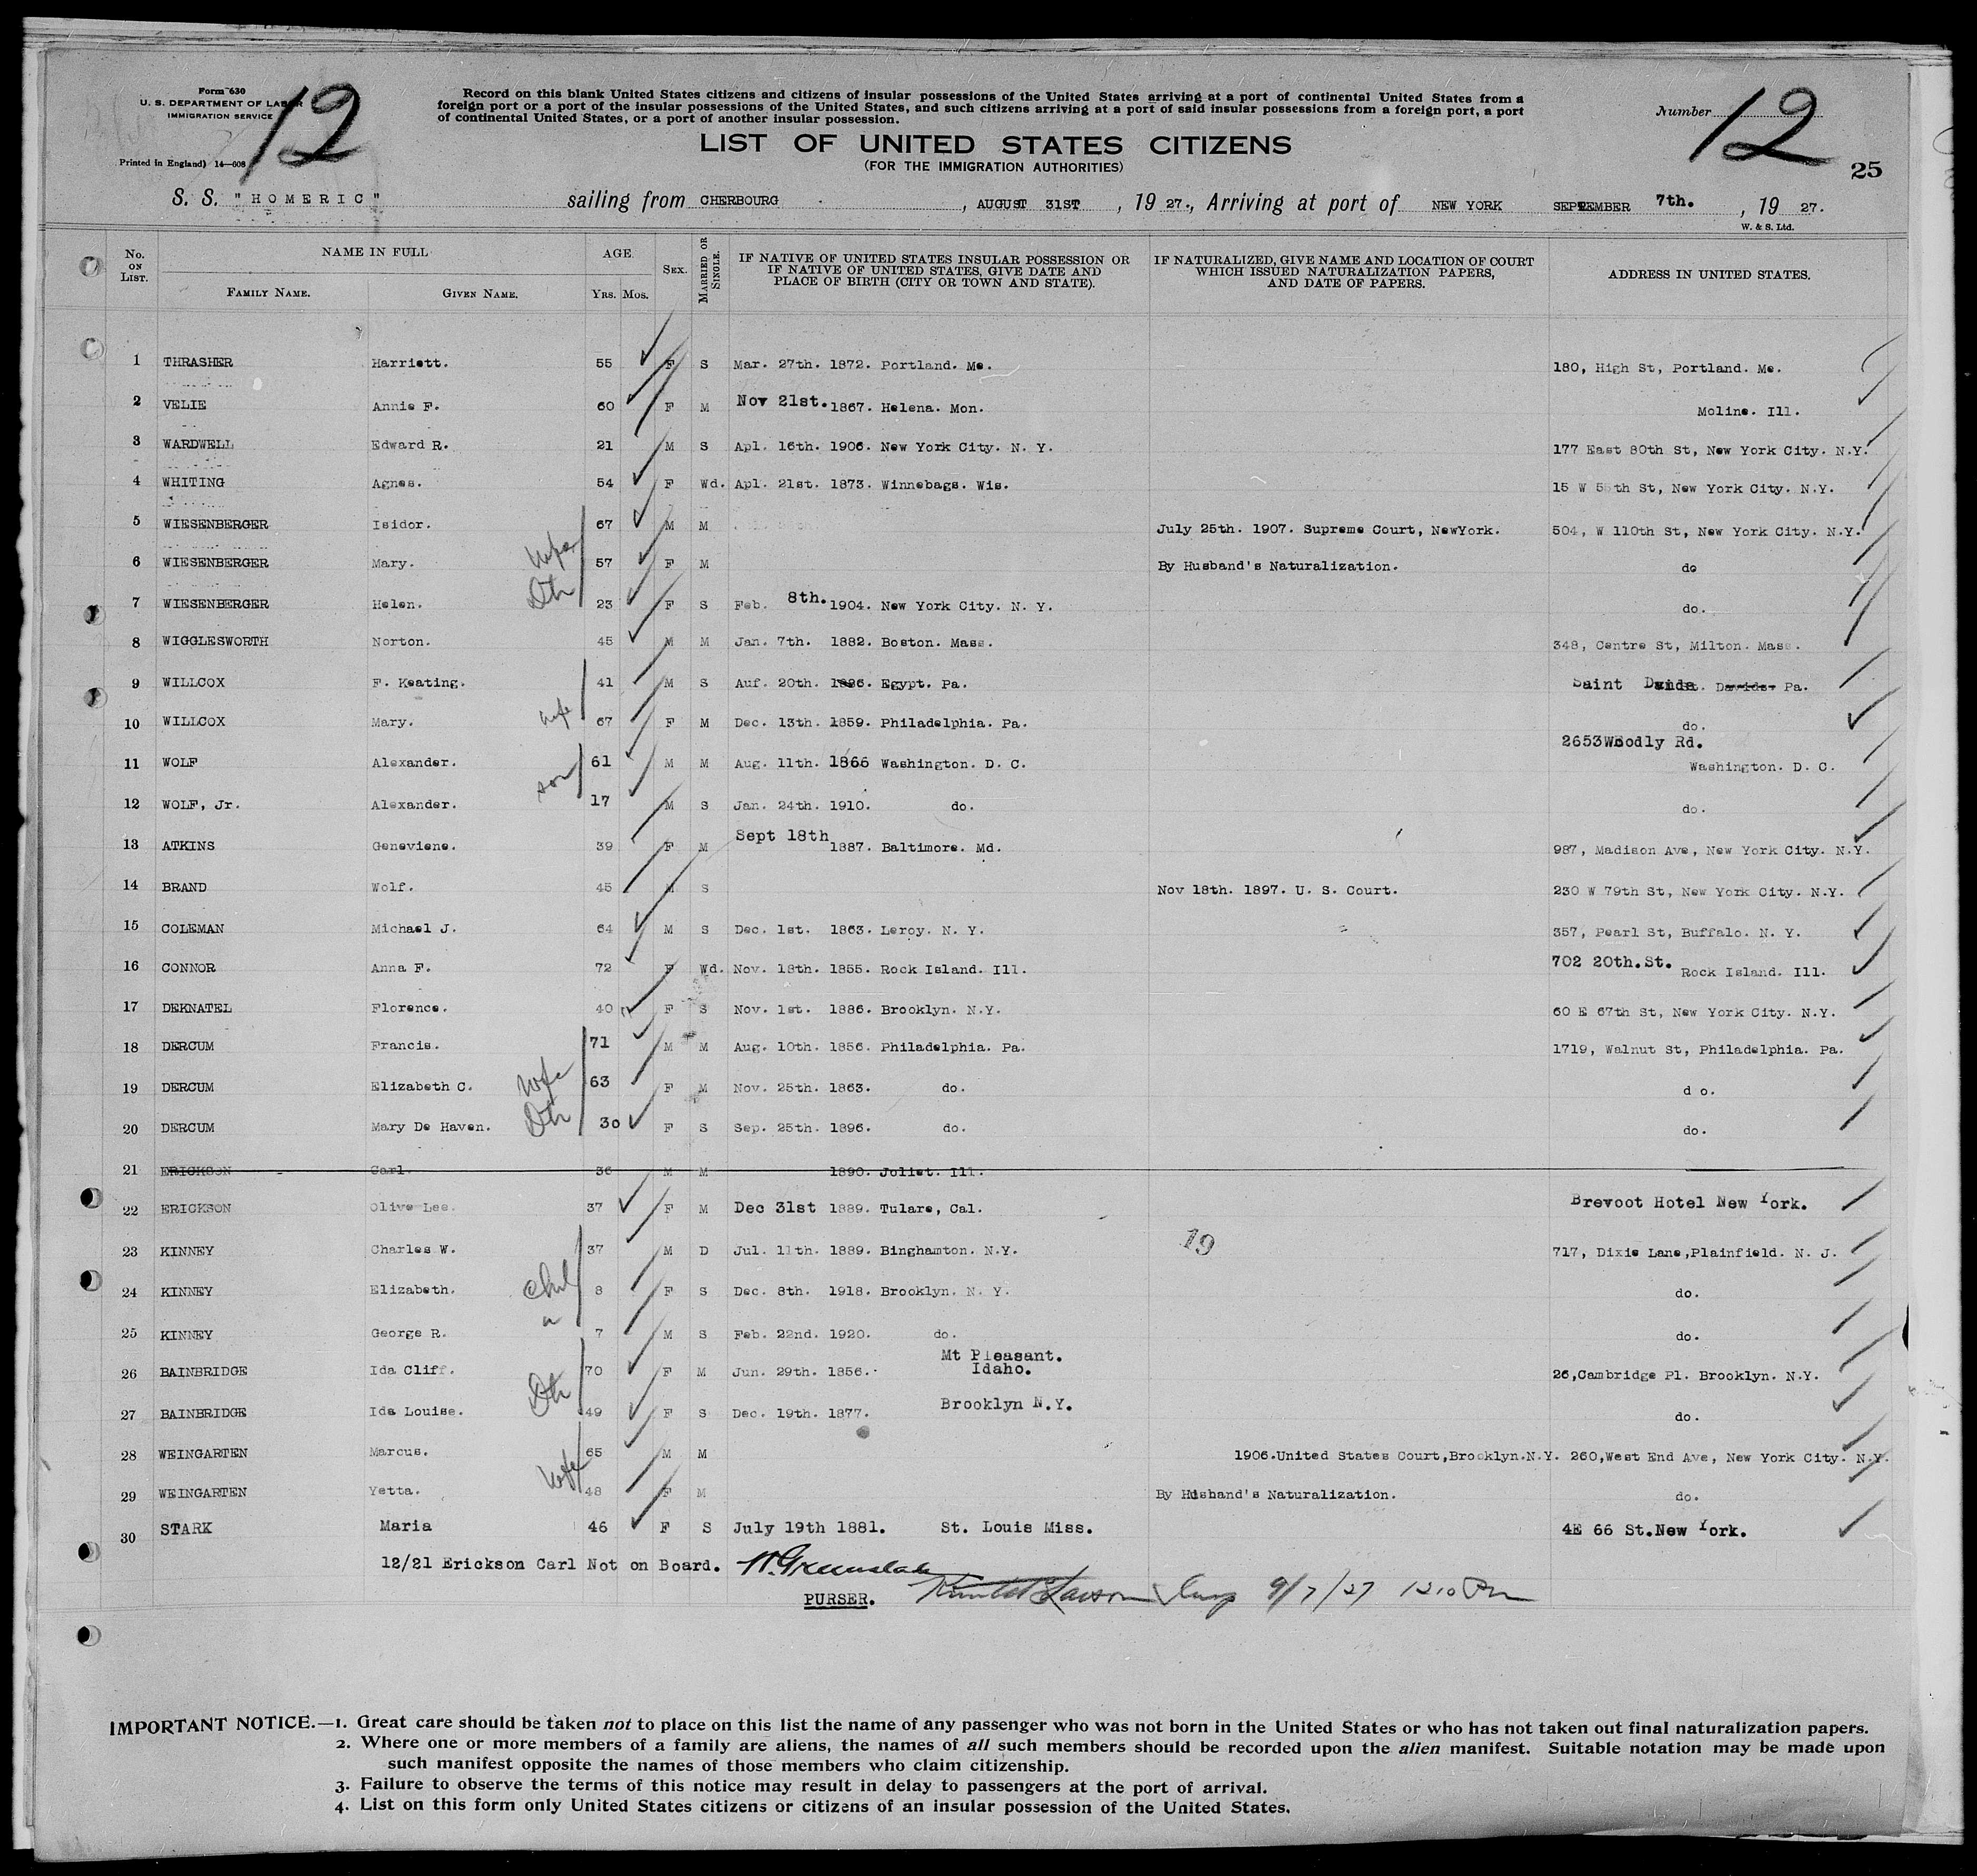 Form 630
U. S. DEPARTMENT OF LABOR
IMMIGRATION SERVICE
12
Printed in England) 14—608
Record on this blank United States citizens and citizens of insular possessions of the United States arriving at a port of continental United States from a
foreign port or a port of the insular possessions of the United States, and such citizens arriving at a port of said insular possessions from a foreign port, a port
of continental United States, or a port of another insular possession.
Number 12
LIST OF UNITED STATES CITIZENS
(FOR THE IMMIGRATION AUTHORITIES)
25
S. S. "HOMERIC" sailing from CHERBOURG, AUGUST 31ST, 19 27., Arriving at port of NEW YORK SEPTEMBER 7th., 19 27.
W. & S. Ltd.
No. ON LIST. NAME IN FULL FAMILY NAME. GIVEN NAME. AGE YRS. MOS. SEX. MARRIED OR SINGLE. IF NATIVE OF UNITED STATES INSULAR POSSESSION OR IF NATIVE OF UNITED STATES, GIVE DATE AND PLACE OF BIRTH (CITY OR TOWN AND STATE). IF NATURALIZED, GIVE NAME AND LOCATION OF COURT WHICH ISSUED NATURALIZATION PAPERS, AND DATE OF PAPERS. ADDRESS IN UNITED STATES.
1 THRASHER Harriett. 55 F S Mar. 27th. 1872. Portland. Me. 180, High St, Portland. Me.
2 VELIE Annie F. 60 F M Nov 21st. 1867. Helena. Mon. Moline. Ill.
3 WARDWELL Edward R. 21 M S Apl. 16th. 1906. New York City. N. Y. 177 East 80th St, New York City. N.Y.
4 WHITING Agnes. 54 F Wd. Apl. 21st. 1873. Winnebags. Wis. 15 W St, New York City. N.Y.
5 WIESENBERGER Isidor. 67 M M July 25th. 1907. Supreme Court, NewYork. 504, W 110th St, New York City. N.Y.
6 WIESENBERGER Mary. wife 57 F M By Husband's Naturalization. do
7 WIESENBERGER Helen. Dtr 23 F S Feb. 8th. 1904. New York City. N. Y. do.
8 WIGGLESWORTH Norton. 45 M M Jan. 7th. 1882. Boston. Mass. 348, Centre St, Milton. Mass.
9 WILLCOX F. Keating. 41 M S Auf. 20th. 1886. Egypt. Pa. Saint Davids. Pa.
10 WILLCOX Mary. wife 67 F M Dec. 13th. 1859. Philadelphia. Pa. do.
11 WOLF Alexander. 61 M M Aug. 11th. 1866 Washington. D. C. 2653 Woodly Rd. Washington. D. C.
12 WOLF, Jr. Alexander. son 17 M S Jan. 24th. 1910. do. do.
13 ATKINS Geneviene. 39 F M Sept 18th 1887. Baltimore. Md. 987, Madison Ave, New York City. N.Y.
14 BRAND Wolf. 45 M S Nov 18th. 1897. U. S. Court. 230 W 79th St, New York City. N.Y.
15 COLEMAN Michael J. 64 M S Dec. 1st. 1863. Leroy. N. Y. 357, Pearl St, Buffalo. N. Y.
16 CONNOR Anna F. 72 F Wd. Nov. 18th. 1855. Rock Island. Ill. 702 20th. St. Rock Island. Ill.
17 DEKNATEL Florence. 40 F S Nov. 1st. 1886. Brooklyn. N.Y. 60 E 67th St, New York City. N.Y.
18 DERCUM Francis. 71 M M Aug. 10th. 1856. Philadelphia. Pa. 1719, Walnut St, Philadelphia. Pa.
19 DERCUM Elizabeth C. wife 63 F M Nov. 25th. 1863. do. d o.
20 DERCUM Mary De Haven. Dtr 30 F S Sep. 25th. 1896. do. do.
21 ERICKSON Carl. 36 M M 1890. Joliet. Ill.
22 ERICKSON Olive Lee. 37 F M Dec 31st 1889. Tulare, Cal. Brevoot Hotel New York.
23 KINNEY Charles W. 37 M D Jul. 11th. 1889. Binghamton. N.Y. 19 717, Dixie Lane, Plainfield. N. J.
24 KINNEY Elizabeth. 8 F S Dec. 8th. 1918. Brooklyn. N. Y. do.
25 KINNEY George R. 7 M S Feb. 22nd. 1920. do. do.
26 BAINBRIDGE Ida Cliff. 70 F M Jun. 29th. 1856. Mt Pleasant. Idaho. 26, Cambridge Pl. Brooklyn. N.Y.
27 BAINBRIDGE Ida Louise. Dtr 49 F S Dec. 19th. 1877. Brooklyn N.Y. do.
28 WEINGARTEN Marcus. 65 M M 1906. United States Court, Brooklyn. N.Y. 260, West End Ave, New York City. N.Y.
29 WEINGARTEN Yetta. wife 48 F M By Husband's Naturalization. do.
30 STARK Maria 46 F S July 19th 1881. St. Louis Miss. 4E 66 St. New York.
12/21 Erickson Carl Not on Board.
PURSER. 9/7/27 1210 Pm
IMPORTANT NOTICE.—1. Great care should be taken not to place on this list the name of any passenger who was not born in the United States or who has not taken out final naturalization papers.
2. Where one or more members of a family are aliens, the names of all such members should be recorded upon the alien manifest. Suitable notation may be made upon
such manifest opposite the names of those members who claim citizenship.
3. Failure to observe the terms of this notice may result in delay to passengers at the port of arrival.
4. List on this form only United States citizens or citizens of an insular possession of the United States.